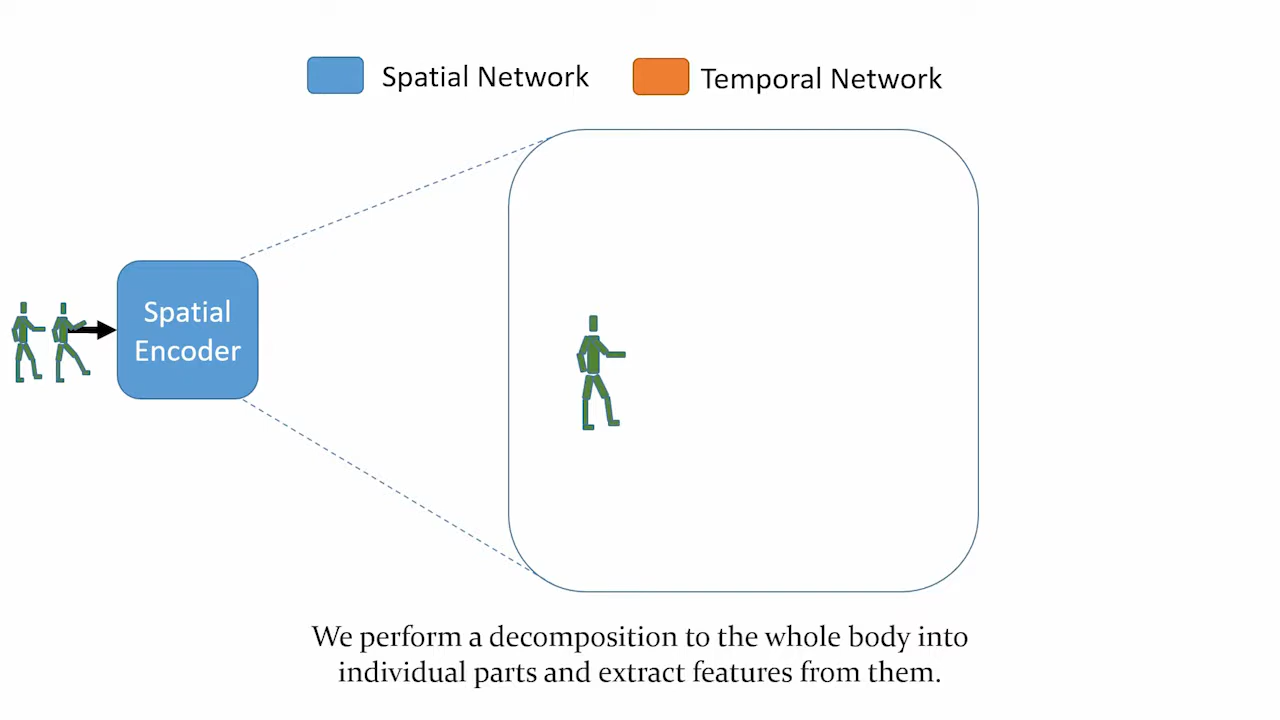 Spatial Network
Temporal Network
Spatial
Encoder
We perform a decomposition to the whole body into
individual parts and extract features from them.